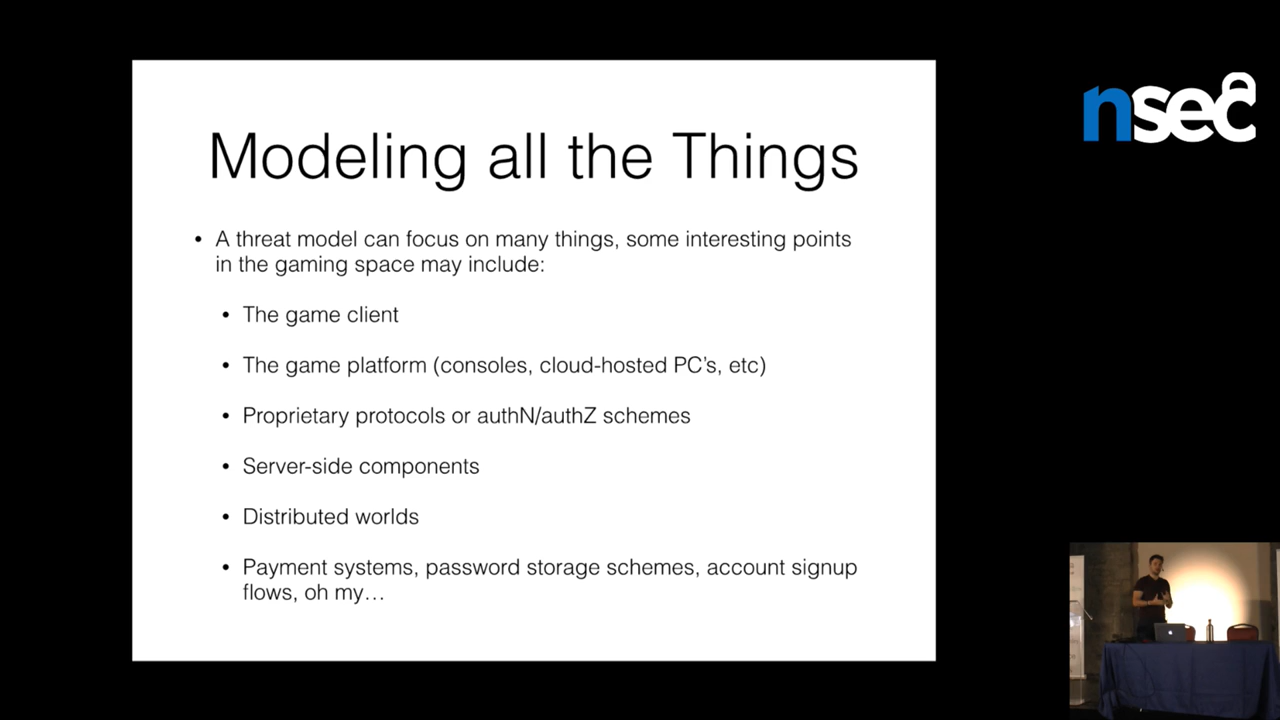 nsec
Modeling all the Things
• A threat model can focus on many things, some interesting points
in the gaming space may include:
• The game client
• The game platform (consoles, cloud-hosted PC’s, etc)
• Proprietary protocols or authN/authZ schemes
• Server-side components
• Distributed worlds
• Payment systems, password storage schemes, account signup
flows, oh my…